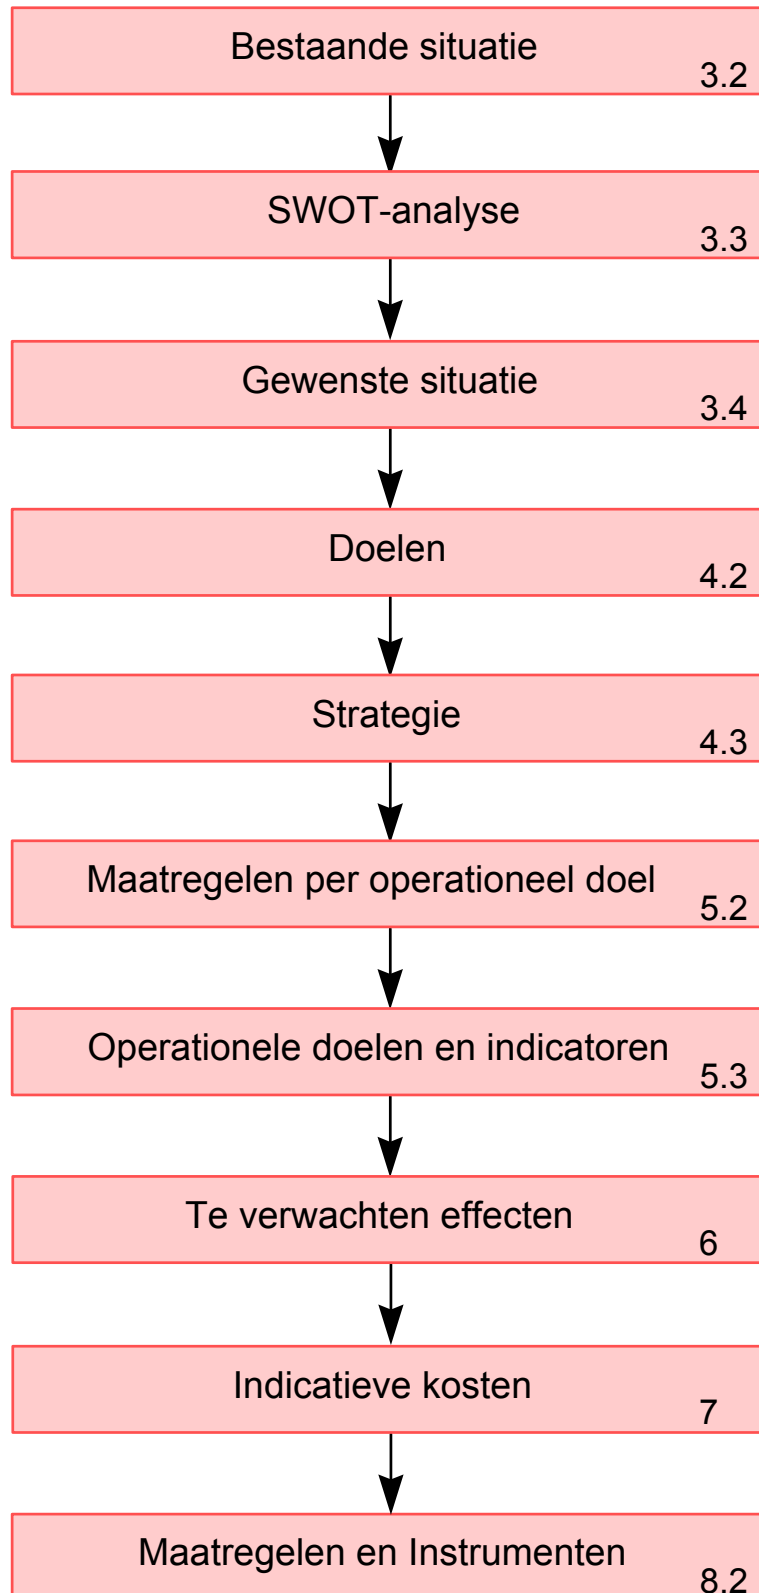 Bestaande situatie
3.2
SWOT-analyse
3.3
Gewenste situatie
3.4
Doelen
4.2
Strategie
4.3
Maatregelen per operationeel doel
5.2
Operationele doelen en indicatoren
5.3
Te verwachten effecten
6
Indicatieve kosten
7
Maatregelen en Instrumenten
8.2